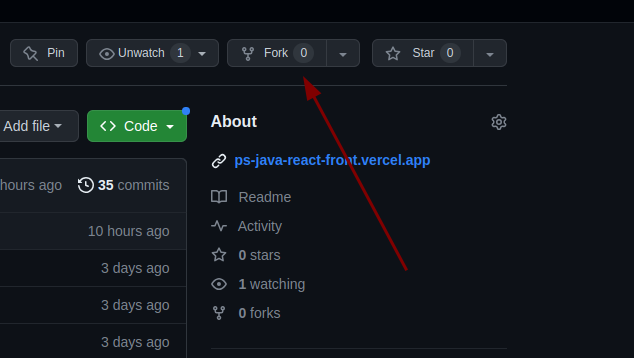 Pin
Unwatch 1
Fork 0
Star 0
Add file
Code
About
ps-java-react-front.vercel.app
hours ago
35 commits
Readme
10 hours ago
Activity
3 days ago
0 stars
3 days ago
1 watching
3 days ago
0 forks